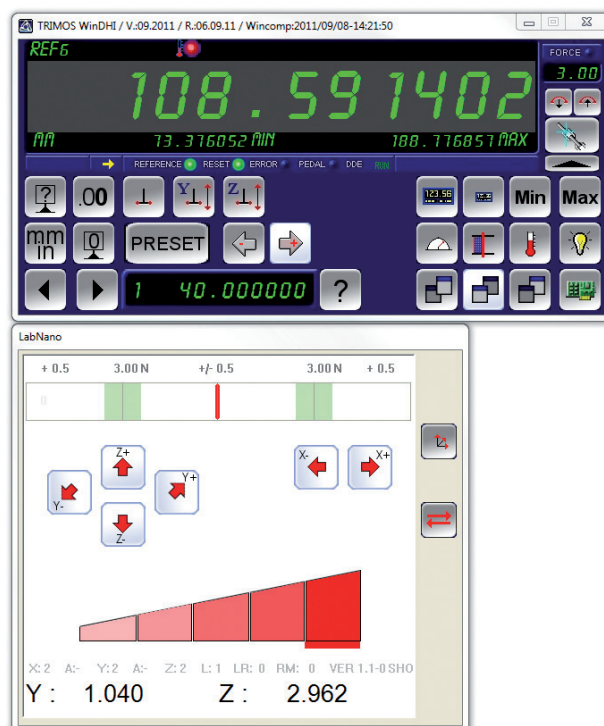 TRIMOS WinDHI / V.:09.2011 / R.:06.09.11 / Wincomp:2011/09/08-14:21:50
REF6
FORCE
3.00
108.591402
MM 73.376052 MIN 188.776857 MAX
REFERENCE RESET ERROR PEDAL DDE RUN
? .00 Y Z 123.56 Min Max
mm
in 0 PRESET - +
1 40.000000 ?
LabNano
+ 0.5 3.00 N +/- 0.5 3.00 N + 0.5
0
Z+
Y- Y+ X- X+
Z-
X: 2 A:- Y: 2 A:- Z: 2 L: 1 LR: 0 RM: 0 VER 1.1-0 SHO
Y : 1.040 Z : 2.962